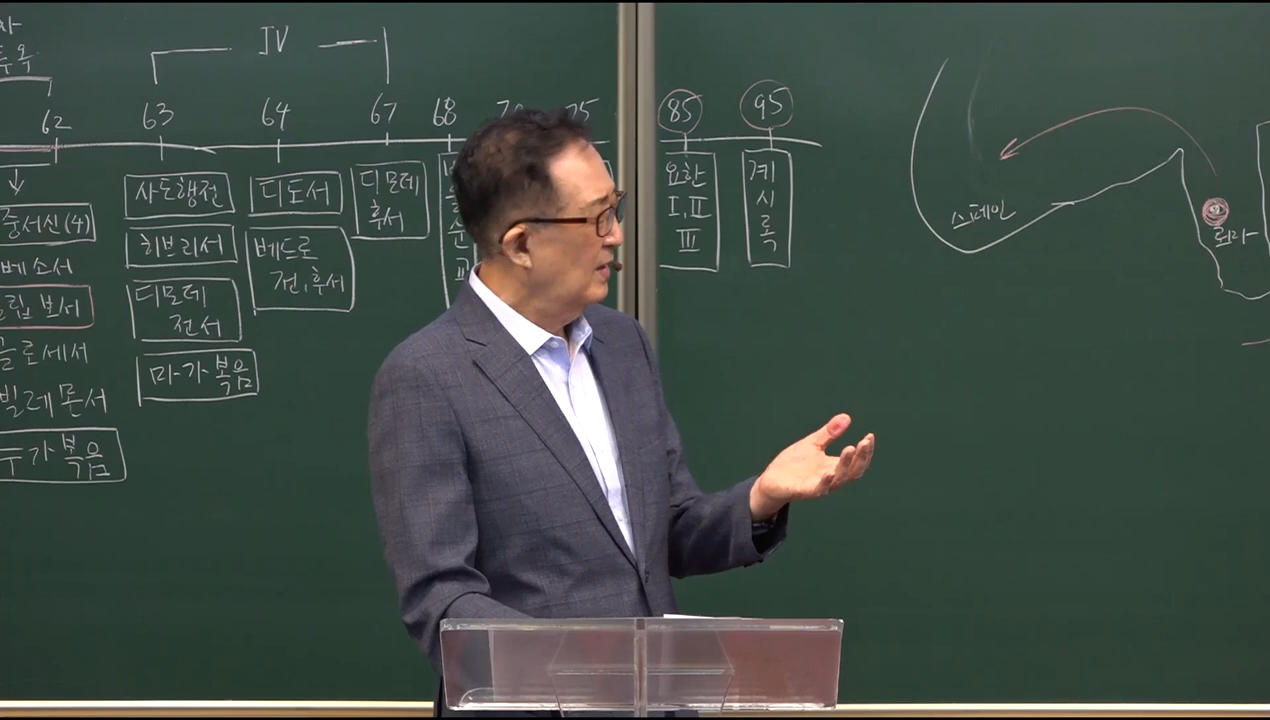 IV
62
63
64
67
68
75
85
95
중서신(4)
베소서
립보서
골로새서
빌레몬서
누가복음
사도행전
히브리서
디모데
전서
마가복음
디도서
베드로
전,후서
디모데
후서
요한
I, II
III
계
시
록
스페인
로마